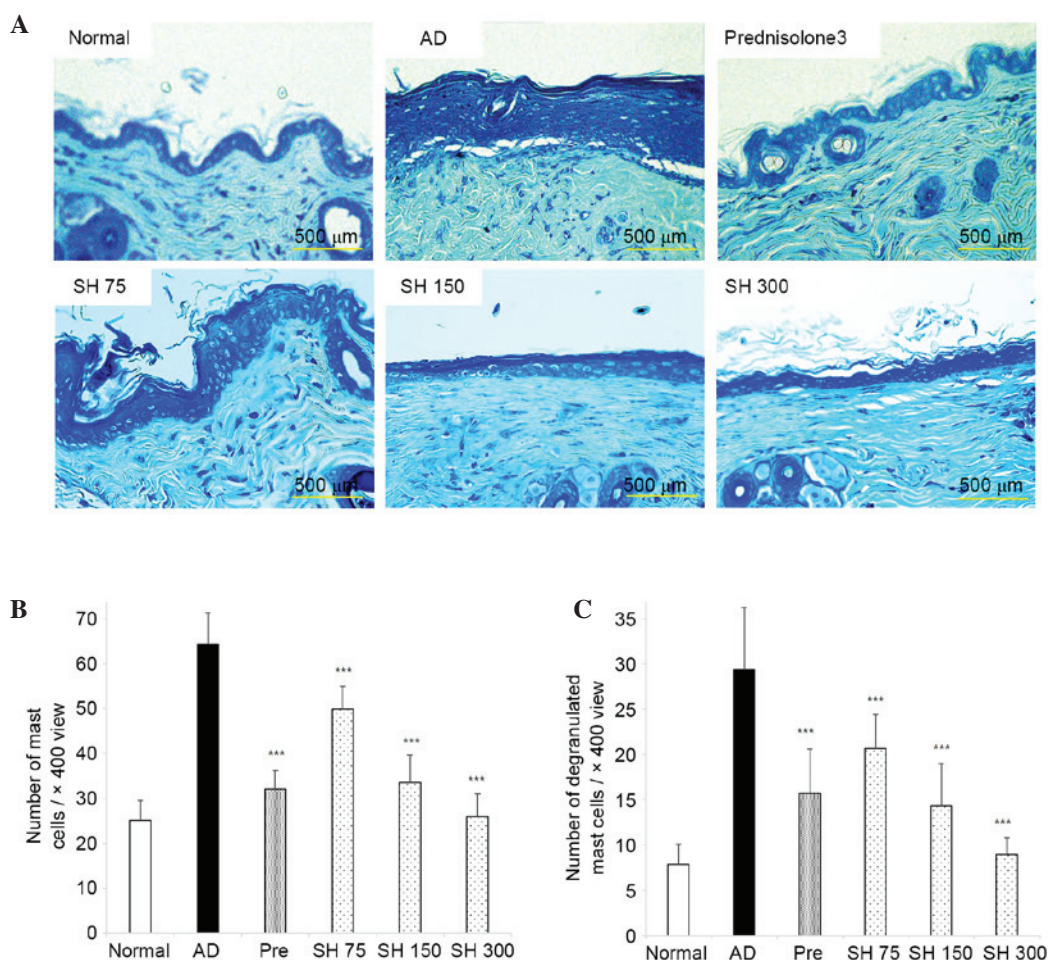 A
Normal
AD
Prednisolone3
500 μm
500 μm
500 μm
SH 75
SH 150
SH 300
500 μm
500 μm
500 μm
B
Number of mast
cells / × 400 view
70
60
50
40
30
20
10
0
***
***
***
***
Normal
AD
Pre
SH 75
SH 150
SH 300
C
Number of degranulated
mast cells / × 400 view
35
30
25
20
15
10
5
0
***
***
***
***
Normal
AD
Pre
SH 75
SH 150
SH 300